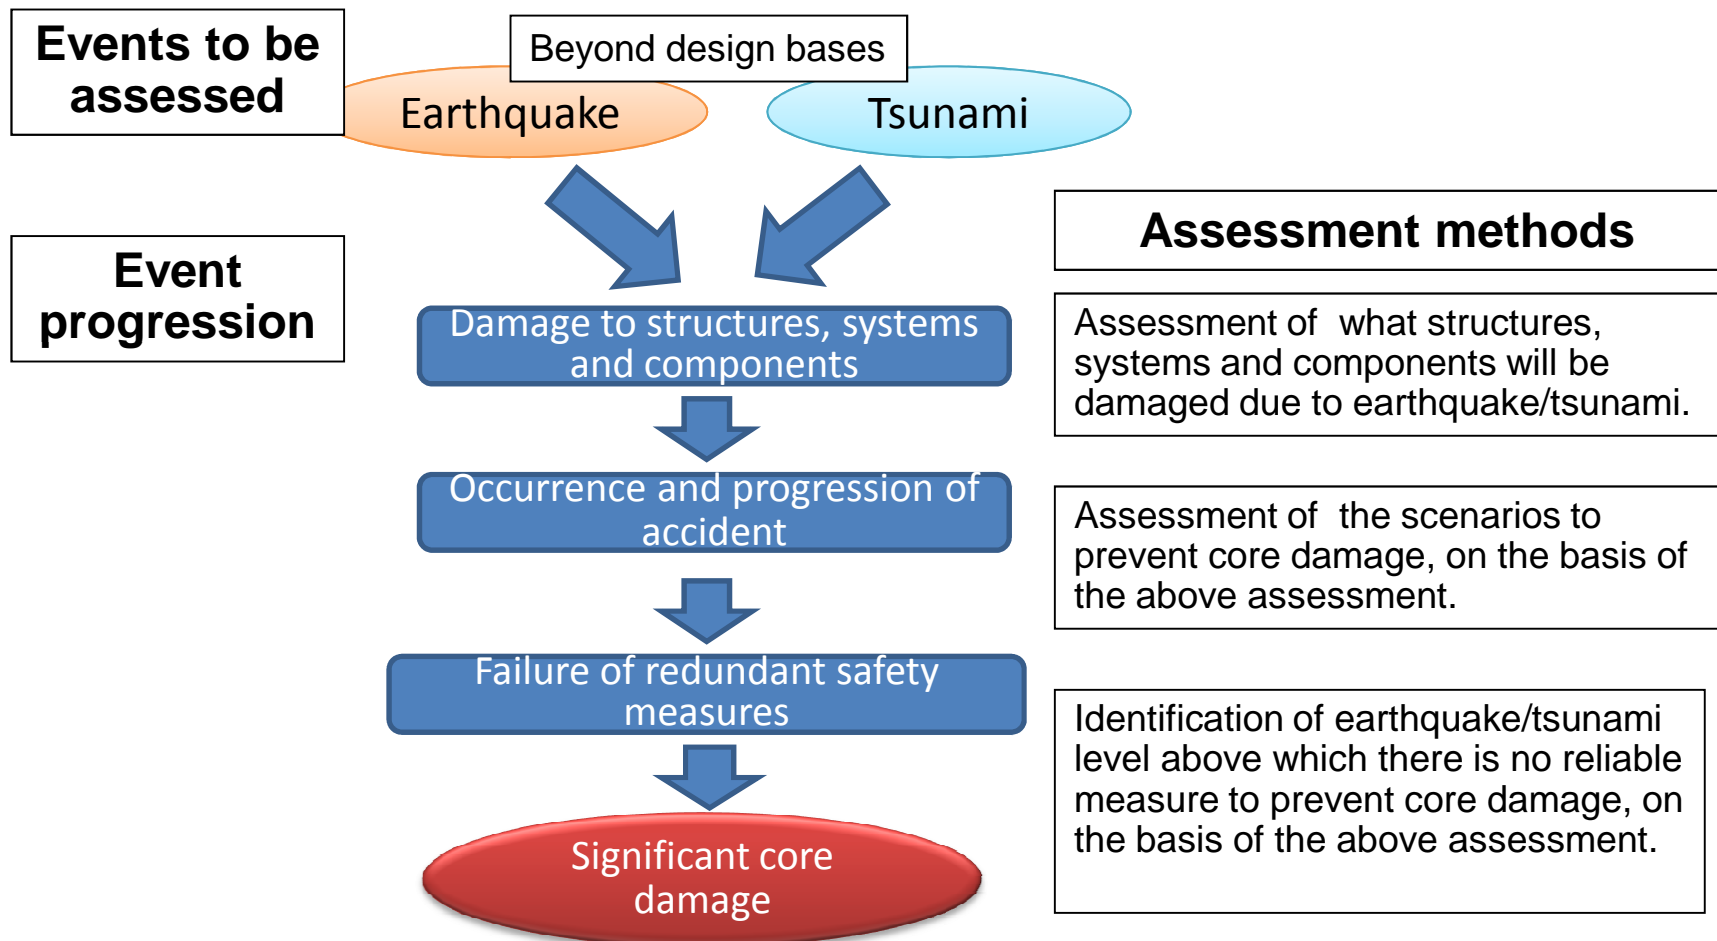 Events to be
assessed
Beyond design bases
Earthquake
Tsunami
Event
progression
Assessment methods
Damage to structures, systems
and components
Assessment of  what structures,
systems and components will be
damaged due to earthquake/tsunami.
Occurrence and progression of
accident
Assessment of  the scenarios to
prevent core damage, on the basis of
the above assessment.
Failure of redundant safety
measures
Identification of earthquake/tsunami
level above which there is no reliable
measure to prevent core damage, on
the basis of the above assessment.
Significant core
damage